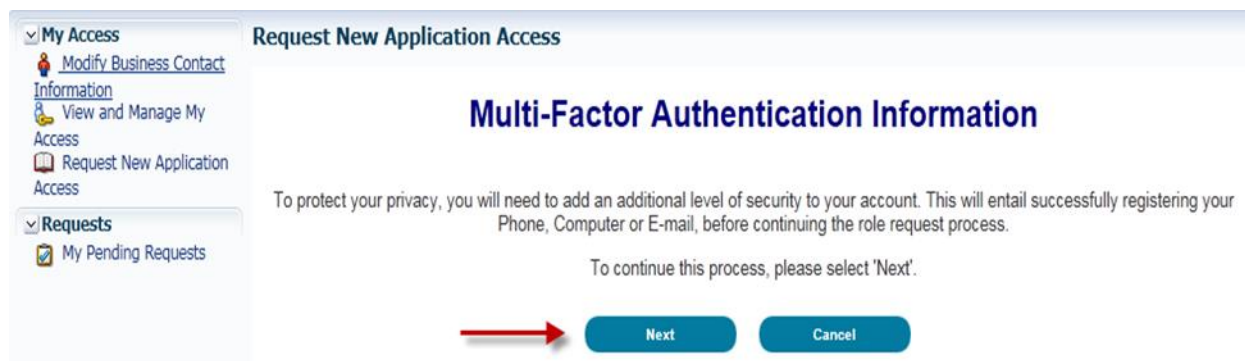 My Access
Modify Business Contact
Information
View and Manage My
Access
Request New Application
Access
Requests
My Pending Requests
Request New Application Access
Multi-Factor Authentication Information
To protect your privacy, you will need to add an additional level of security to your account. This will entail successfully registering your
Phone, Computer or E-mail, before continuing the role request process.
To continue this process, please select 'Next'.
Next
Cancel